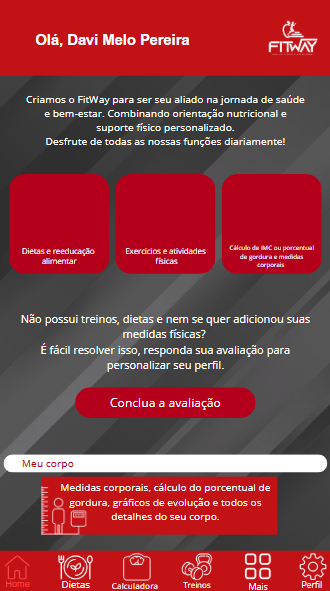 Olá, Davi Melo Pereira
FITWAY
Criamos o FitWay para ser seu aliado na jornada de saúde
e bem-estar. Combinando orientação nutricional e
suporte físico personalizado.
Desfrute de todas as nossas funções diariamente!
Dietas e reeducação
alimentar
Exercícios e atividades
físicas
Cálculo de IMC ou porcentual
de gordura e medidas
corporais
Não possui treinos, dietas e nem se quer adicionou suas
medidas físicas?
É fácil resolver isso, responda sua avaliação para
personalizar seu perfil.
Conclua a avaliação
Meu corpo
Medidas corporais, cálculo do porcentual de
gordura, gráficos de evolução e todos os
detalhes do seu corpo.
Home
Dietas
Calculadora
Treinos
Mais
Perfil